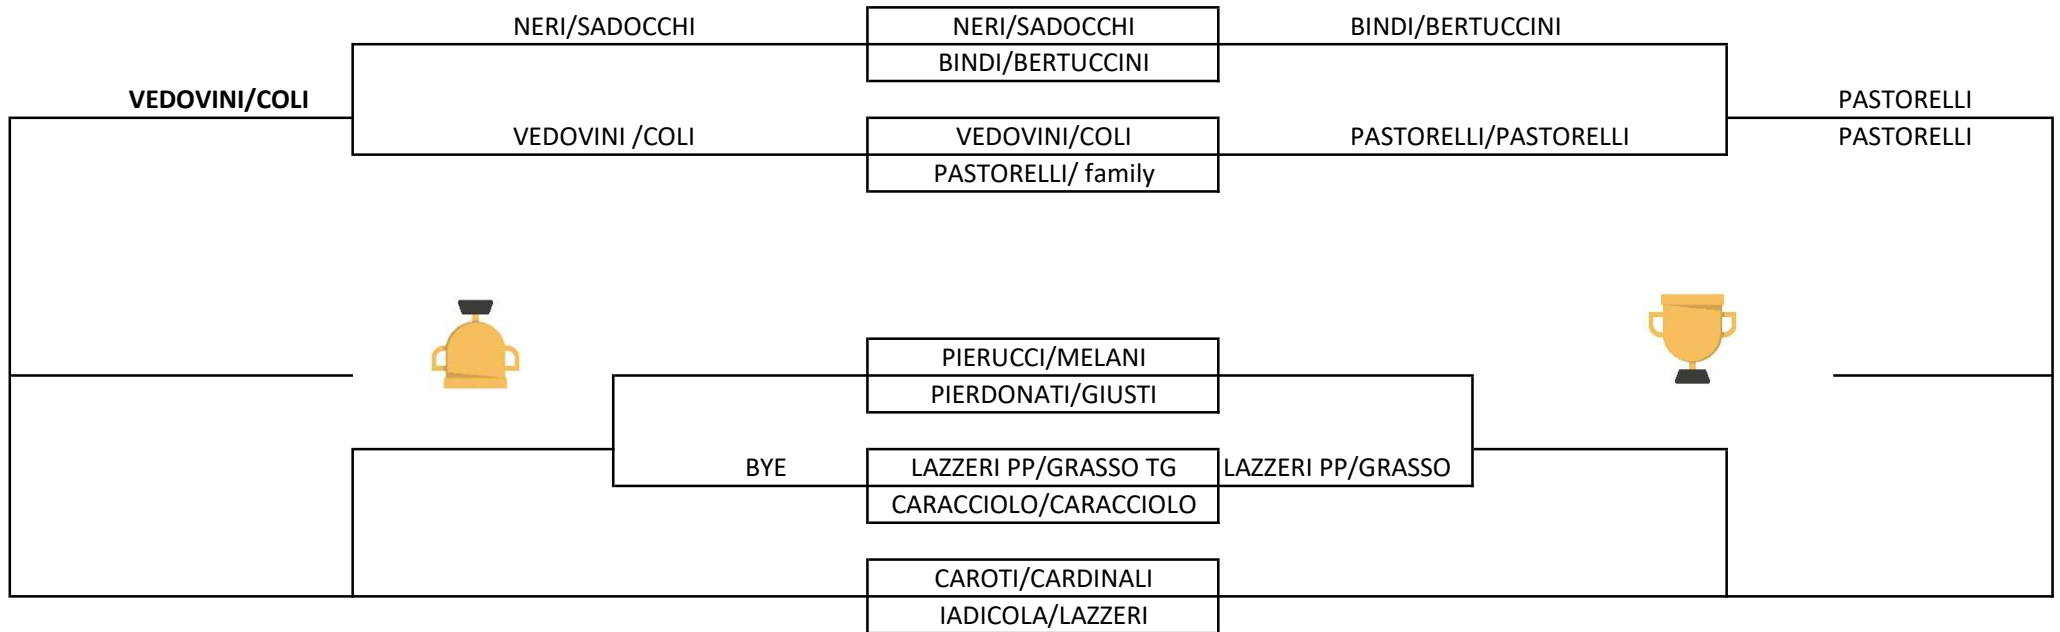 NERI/SADOCCHI NERI/SADOCCHI BINDI/BERTUCCINI
BINDI/BERTUCCINI
VEDOVINI/COLI PASTORELLI
VEDOVINI /COLI VEDOVINI/COLI PASTORELLI/PASTORELLI PASTORELLI
PASTORELLI/ family
PIERUCCI/MELANI
PIERDONATI/GIUSTI
BYE LAZZERI PP/GRASSO TG LAZZERI PP/GRASSO
CARACCIOLO/CARACCIOLO
CAROTI/CARDINALI
IADICOLA/LAZZERI